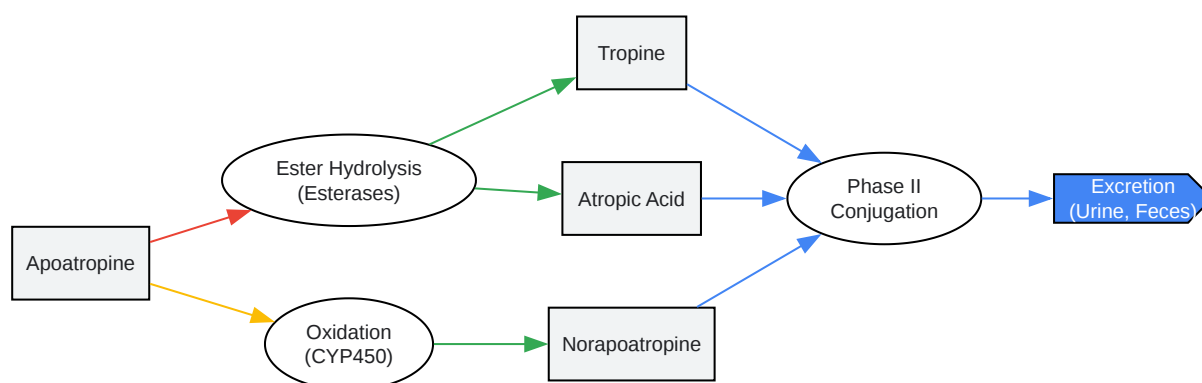 Tropine
Ester Hydrolysis
(Esterases)
Atropic Acid
Phase II
Conjugation
Excretion
(Urine, Feces)
Apoatropine
Oxidation
(CYP450)
Norapoatropine